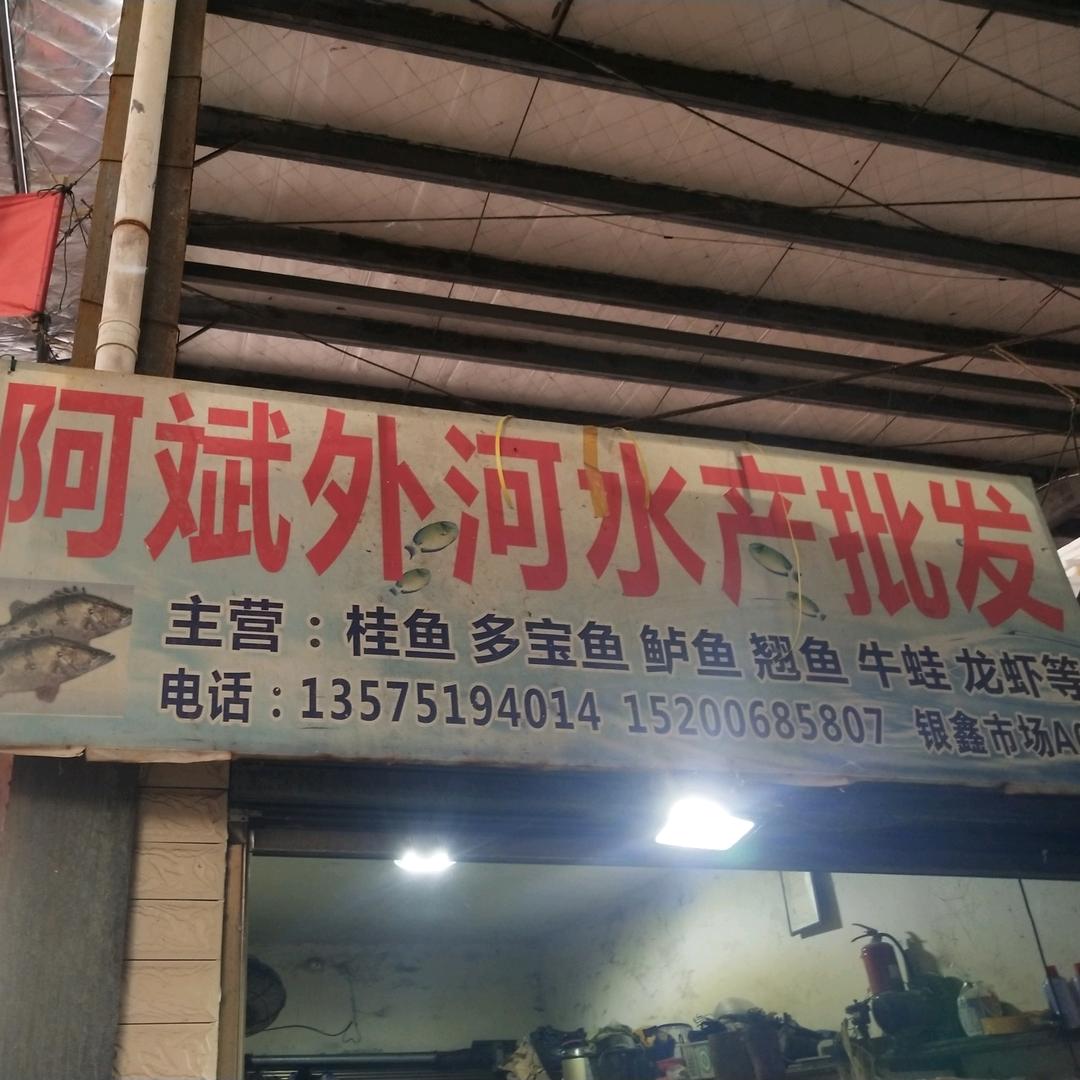 阿斌外河水产批发
主营：桂鱼 多宝鱼 鲈鱼 翘鱼 牛蛙 龙虾等
电话：13575194014 15200685807 银鑫市场A